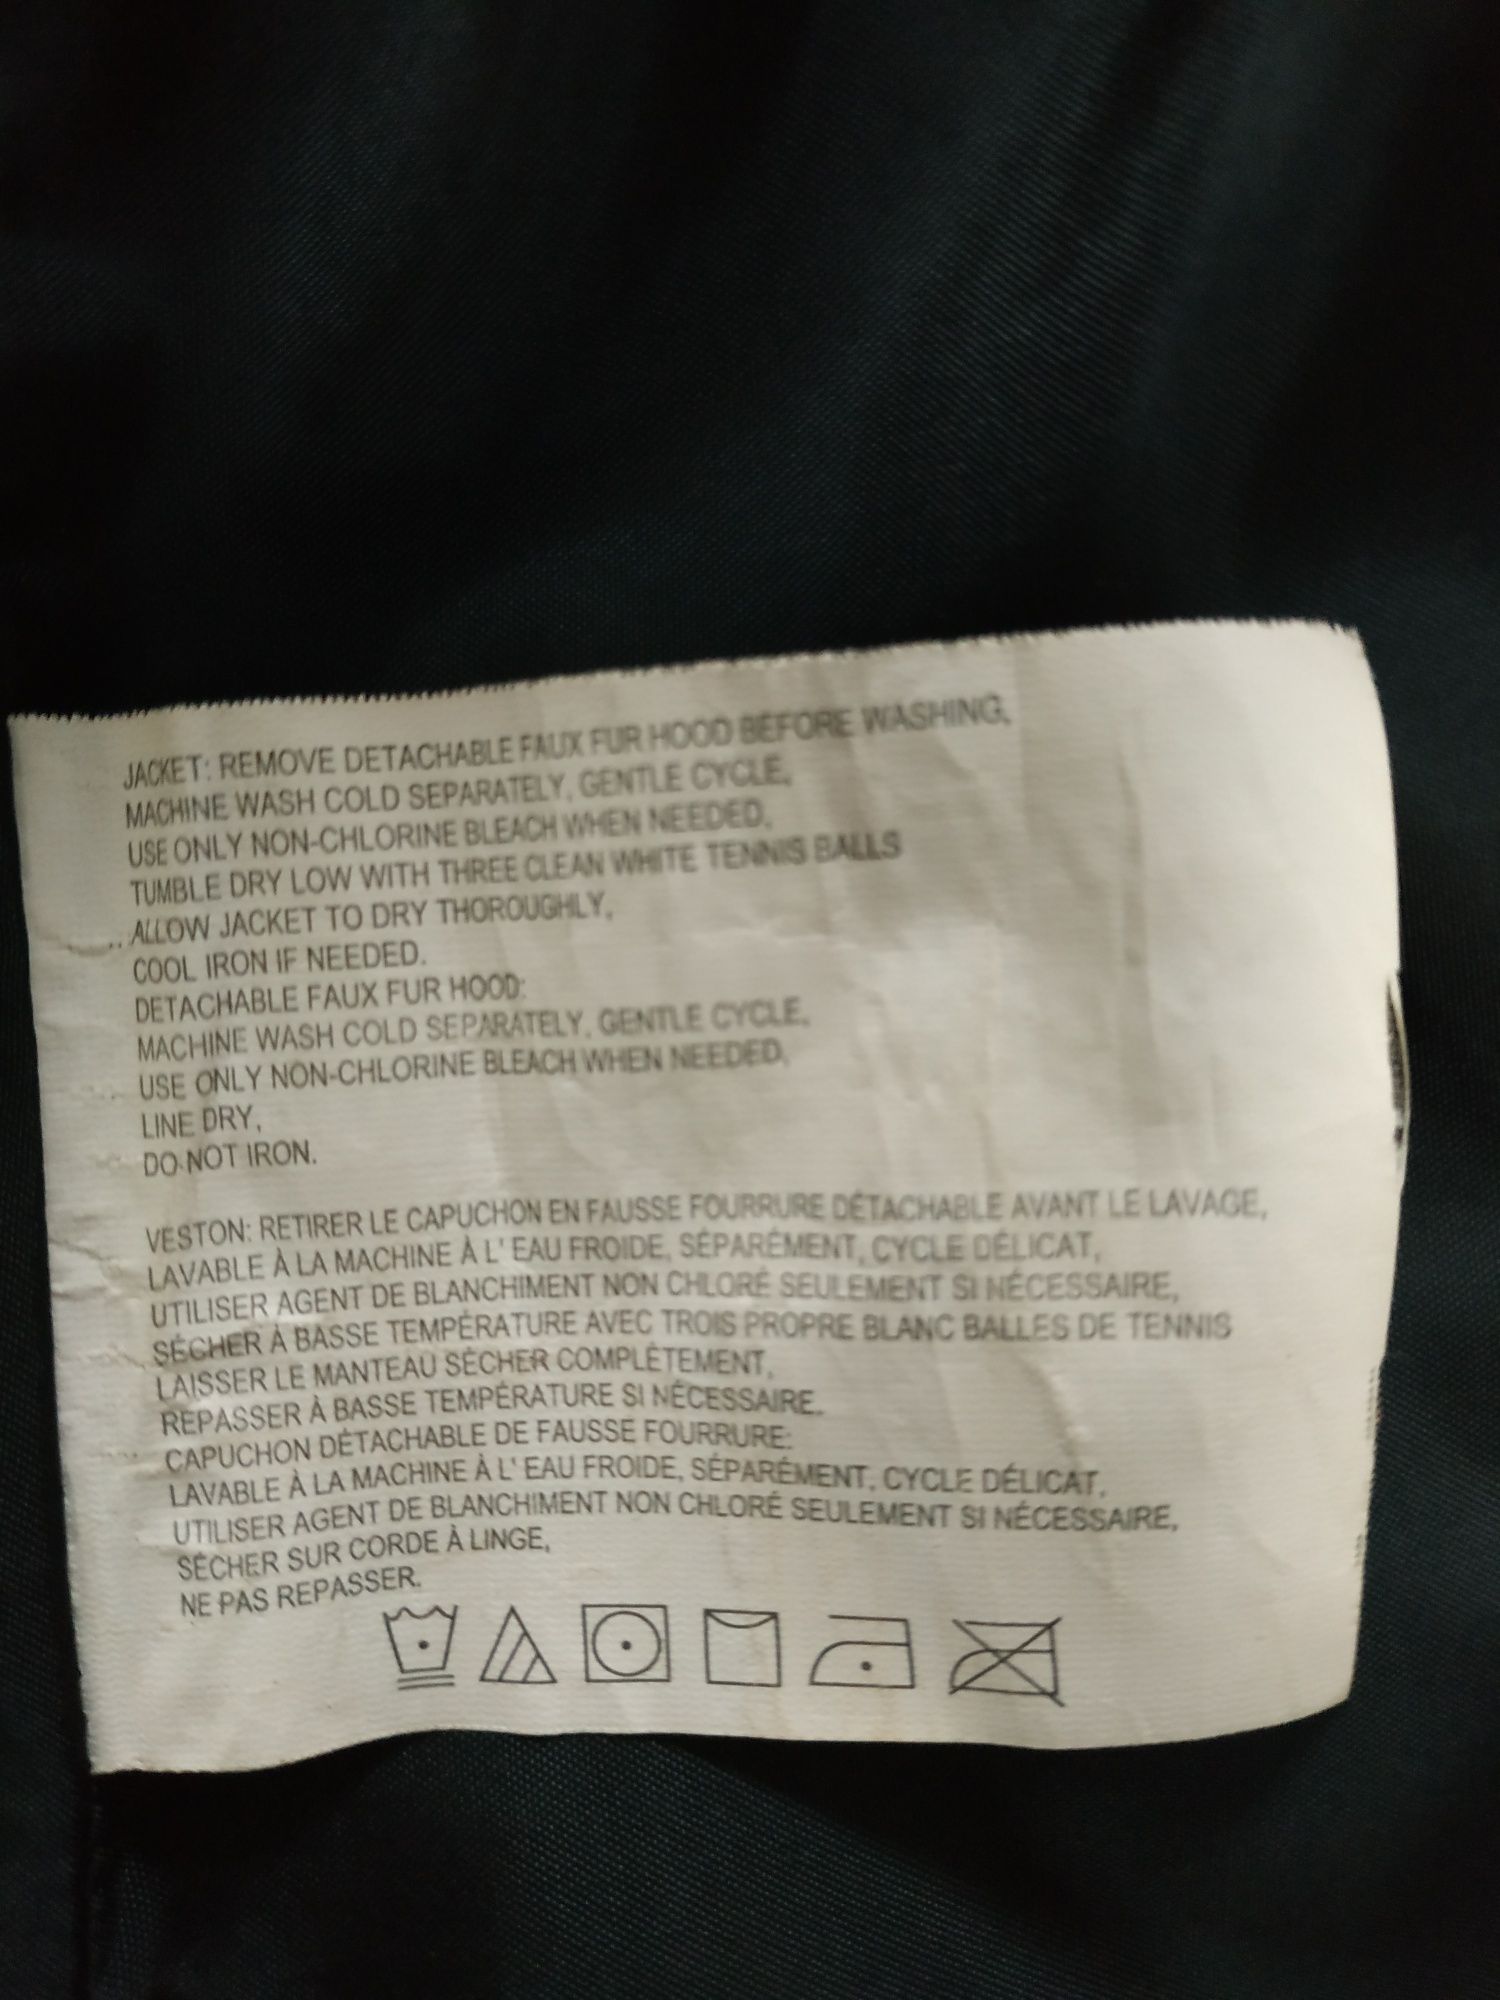 JACKET: REMOVE DETACHABLE FAUX FUR HOOD BEFORE WASHING,
MACHINE WASH COLD SEPARATELY, GENTLE CYCLE,
USE ONLY NON-CHLORINE BLEACH WHEN NEEDED,
TUMBLE DRY LOW WITH THREE CLEAN WHITE TENNIS BALLS
ALLOW JACKET TO DRY THOROUGHLY,
COOL IRON IF NEEDED.
DETACHABLE FAUX FUR HOOD:
MACHINE WASH COLD SEPARATELY, GENTLE CYCLE,
USE ONLY NON-CHLORINE BLEACH WHEN NEEDED,
LINE DRY,
DO NOT IRON.
VESTON: RETIRER LE CAPUCHON EN FAUSSE FOURRURE DÉTACHABLE AVANT LE LAVAGE,
LAVABLE À LA MACHINE À L' EAU FROIDE, SÉPARÉMENT, CYCLE DÉLICAT,
UTILISER AGENT DE BLANCHIMENT NON CHLORÉ SEULEMENT SI NÉCESSAIRE,
SÉCHER À BASSE TEMPÉRATURE AVEC TROIS PROPRE BLANC BALLES DE TENNIS
LAISSER LE MANTEAU SÉCHER COMPLÈTEMENT,
REPASSER À BASSE TEMPÉRATURE SI NÉCESSAIRE.
CAPUCHON DÉTACHABLE DE FAUSSE FOURRURE:
LAVABLE À LA MACHINE À L' EAU FROIDE, SÉPARÉMENT, CYCLE DÉLICAT,
UTILISER AGENT DE BLANCHIMENT NON CHLORÉ SEULEMENT SI NÉCESSAIRE,
SÉCHER SUR CORDE À LINGE,
NE PAS REPASSER.